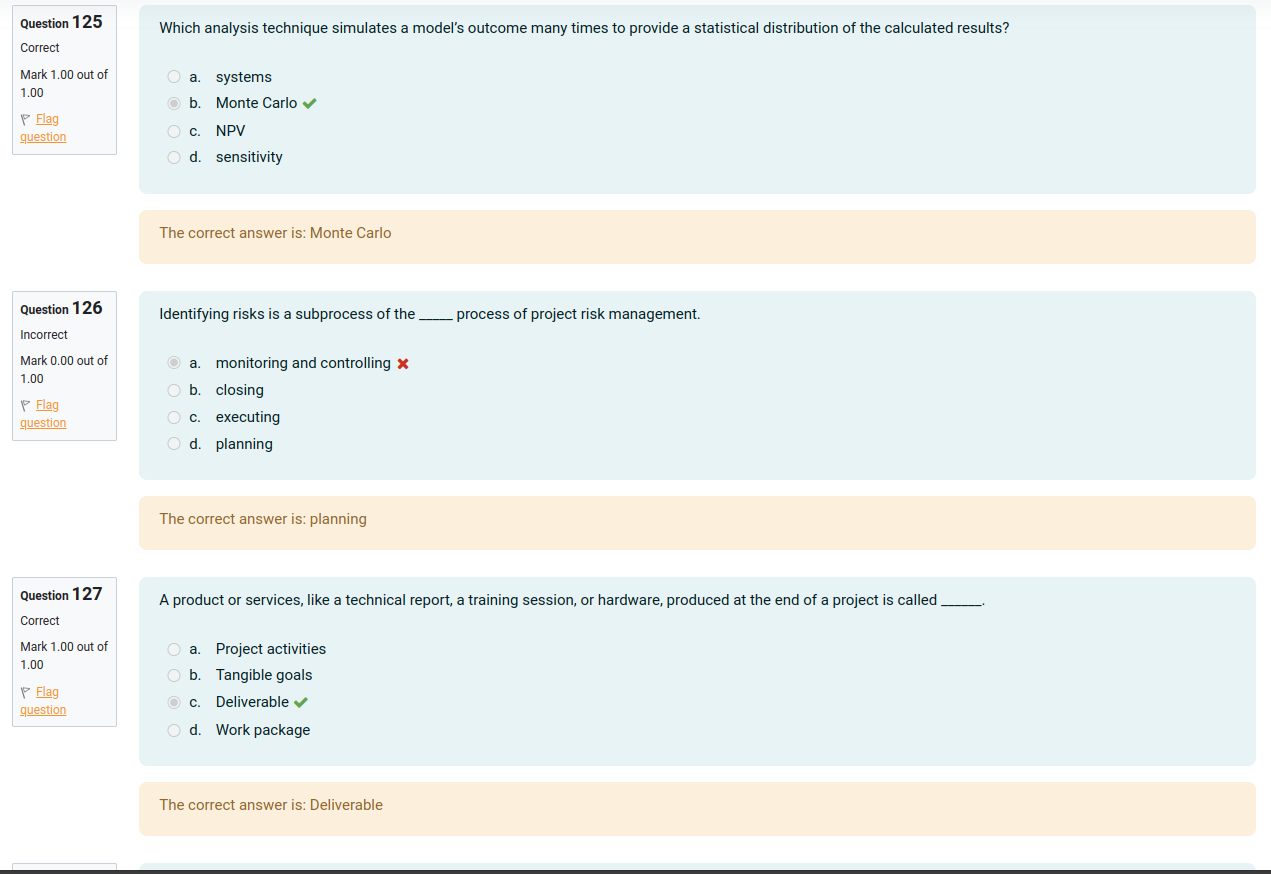 Question 125
Correct
Mark 1.00 out of
1.00
Flag
question
Which analysis technique simulates a model’s outcome many times to provide a statistical distribution of the calculated results?
a. systems
b. Monte Carlo
c. NPV
d. sensitivity
The correct answer is: Monte Carlo
Question 126
Incorrect
Mark 0.00 out of
1.00
Flag
question
Identifying risks is a subprocess of the _____ process of project risk management.
a. monitoring and controlling
b. closing
c. executing
d. planning
The correct answer is: planning
Question 127
Correct
Mark 1.00 out of
1.00
Flag
question
A product or services, like a technical report, a training session, or hardware, produced at the end of a project is called ______.
a. Project activities
b. Tangible goals
c. Deliverable
d. Work package
The correct answer is: Deliverable